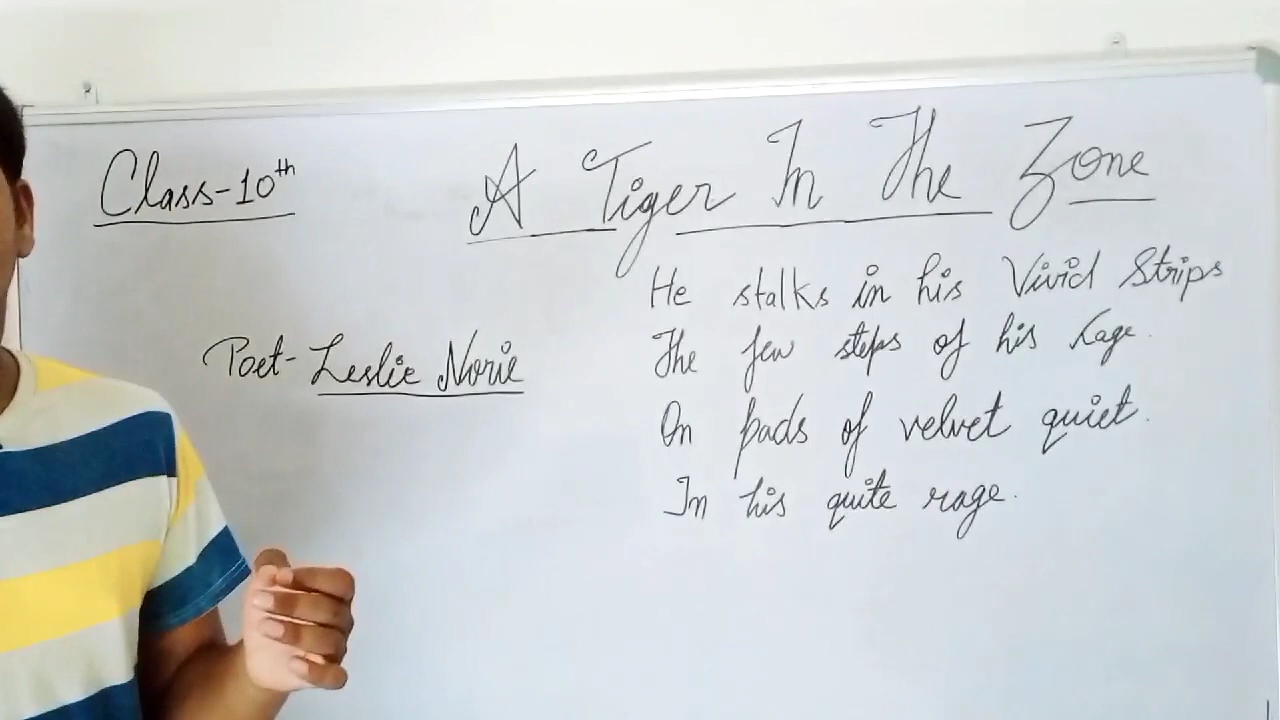 Class-10th
A Tiger In The Zone
Poet- Leslie Norie
He stalks in his Vivid Strips
The few steps of his cage.
On pads of velvet quiet.
In his quite rage.